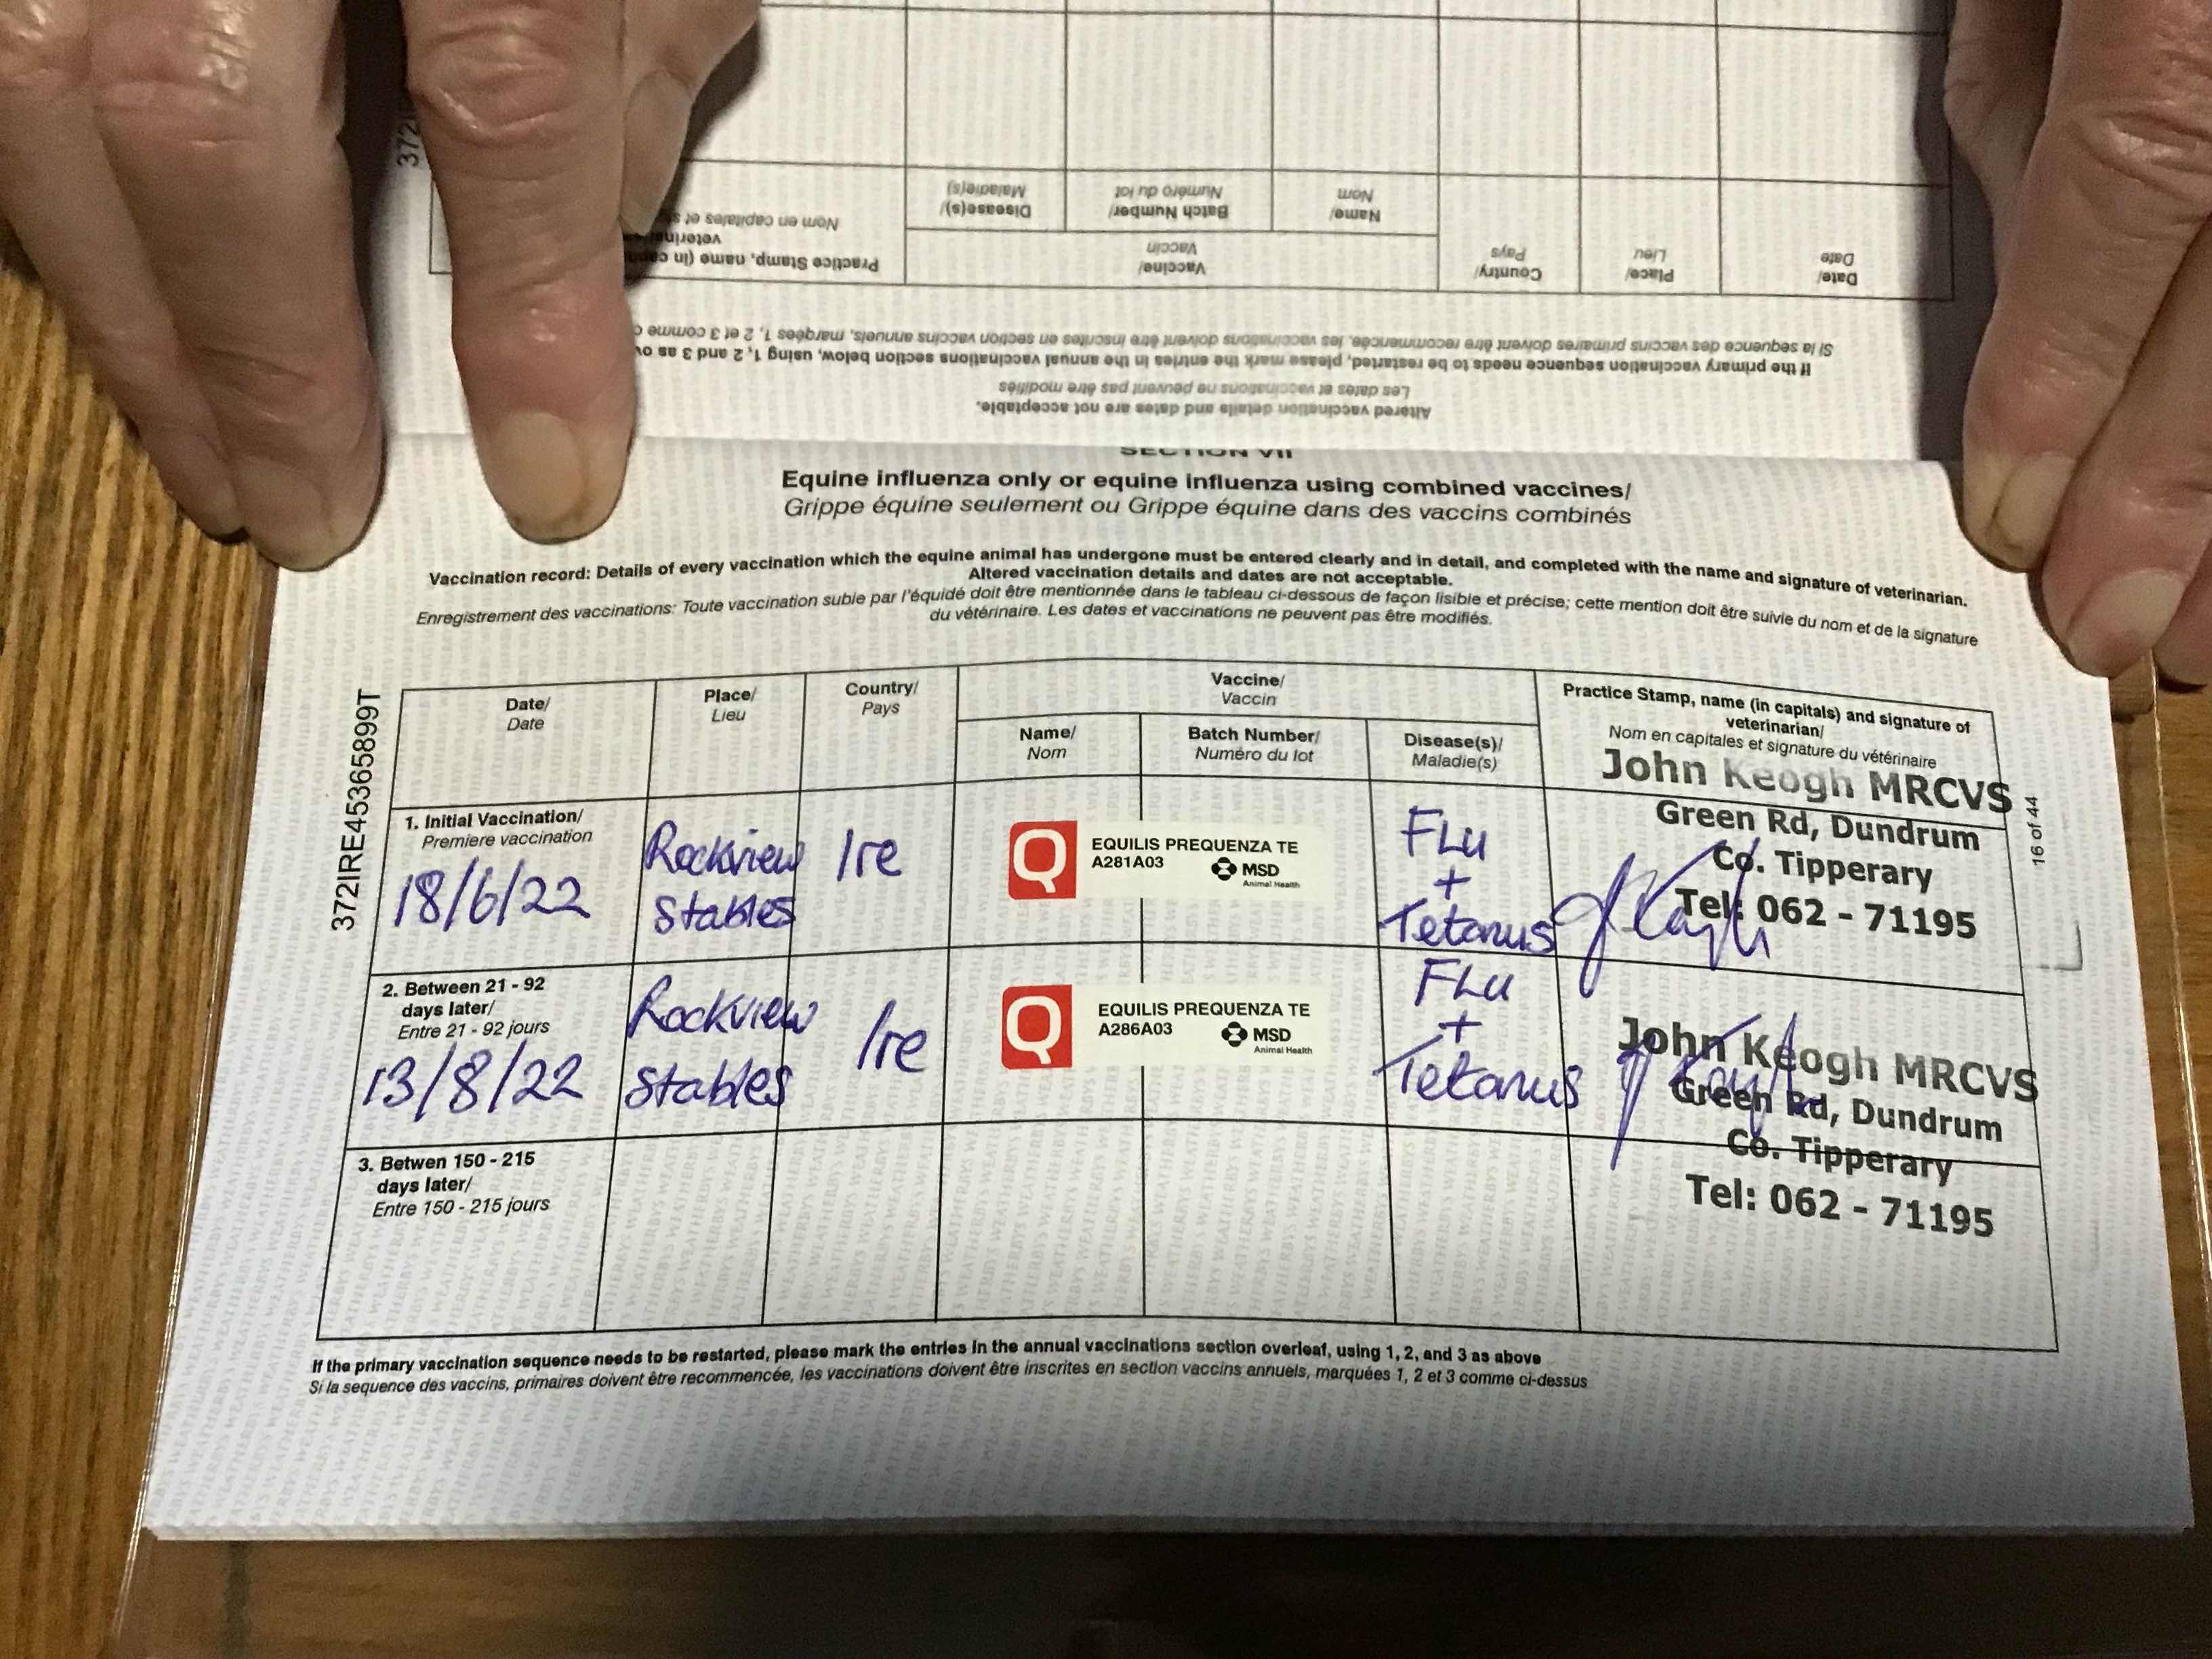 372I
Date/
Date
Place/
Lieu
Country/
Pays
Vaccine/
Vaccin
Name/
Nom
Batch Number/
Numéro du lot
Disease(s)/
Maladie(s)
Practice Stamp, name (in
Nom en capitales et
Altered vaccination details and dates are not acceptable.
Les dates et vaccinations ne peuvent pas être modifiés
If the primary vaccination sequence needs to be restarted, please mark the entries in the annual vaccinations section below, using 1, 2 and 3 as
Si la sequence des vaccins primaires doivent être recommencée, les vaccinations doivent être inscrites en section vaccins annuels, marquées 1, 2 et 3 comme
SECTION VII
Equine influenza only or equine influenza using combined vaccines/
Grippe équine seulement ou Grippe équine dans des vaccins combinés
Vaccination record: Details of every vaccination which the equine animal has undergone must be entered clearly and in detail, and completed with the name and signature of veterinarian.
Altered vaccination details and dates are not acceptable.
Enregistrement des vaccinations: Toute vaccination subie par l'équidé doit être mentionnée dans le tableau ci-dessous de façon lisible et précise; cette mention doit être suivie du nom et de la signature
du vétérinaire. Les dates et vaccinations ne peuvent pas être modifiés.
372IRE45365899T
Date/
Date
Place/
Lieu
Country/
Pays
Vaccine/
Vaccin
Name/
Nom
Batch Number/
Numéro du lot
Disease(s)/
Maladie(s)
Practice Stamp, name (in capitals) and signature of
veterinarian/
Nom en capitales et signature du vétérinaire
1. Initial Vaccination/
Premiere vaccination
18/6/22
Rockview
Stables
Ire
Q
EQUILIS PREQUENZA TE
A281A03
MSD
Animal Health
FLu
+
Tetanus
John Keogh MRCVS
Green Rd, Dundrum
Co. Tipperary
Tel: 062 - 71195
16 of 44
2. Between 21 - 92
days later/
Entre 21 - 92 jours
13/8/22
Rockview
Stables
Ire
Q
EQUILIS PREQUENZA TE
A286A03
MSD
Animal Health
FLu
+
Tetanus
John Keogh MRCVS
Green Rd, Dundrum
Co. Tipperary
Tel: 062 - 71195
3. Betwen 150 - 215
days later/
Entre 150 - 215 jours
If the primary vaccination sequence needs to be restarted, please mark the entries in the annual vaccinations section overleaf, using 1, 2, and 3 as above
Si la sequence des vaccins, primaires doivent être recommencée, les vaccinations doivent être inscrites en section vaccins annuels, marquées 1, 2 et 3 comme ci-dessus